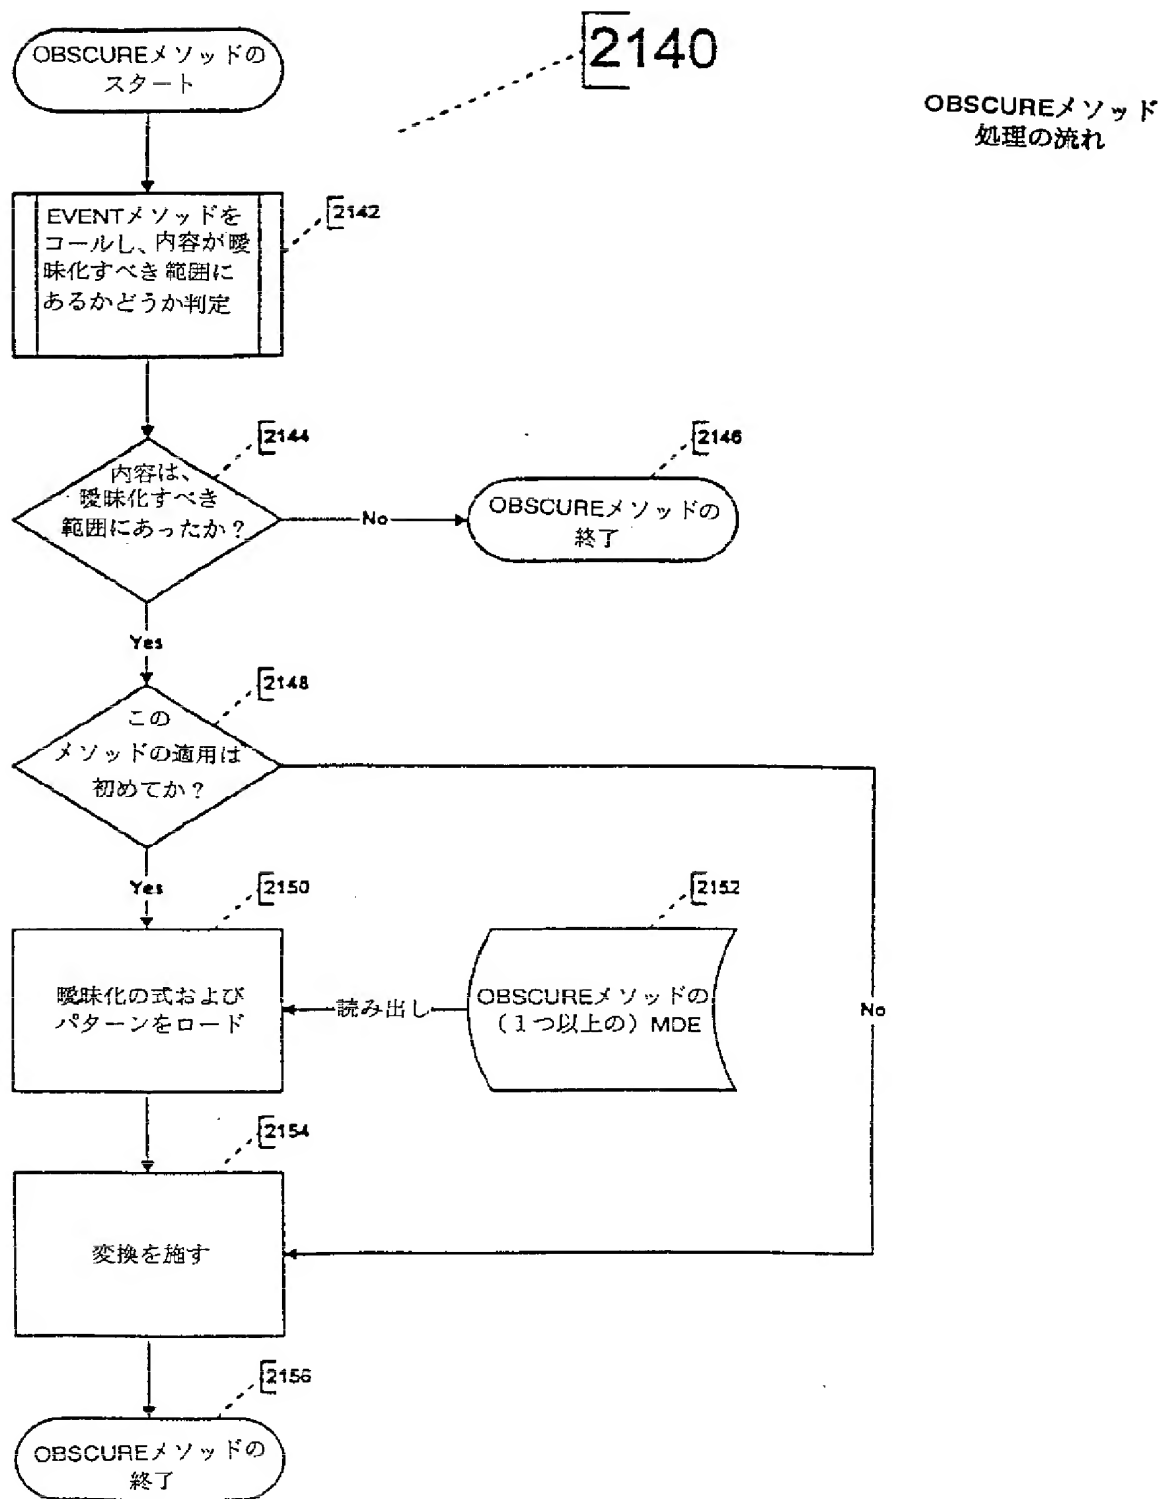 OBSCUREメソッドの
スタート
2140
OBSCUREメソッド
処理の流れ
EVENTメソッドを
コールし、内容が曖
昧化すべき範囲に
あるかどうか判定
2142
内容は、
曖昧化すべき
範囲にあったか？
2144
No
OBSCUREメソッドの
終了
2146
Yes
この
メソッドの適用は
初めてか？
2148
Yes
No
曖昧化の式および
パターンをロード
2150
読み出し
OBSCUREメソッドの
（１つ以上の）MDE
2152
変換を施す
2154
OBSCUREメソッドの
終了
2156